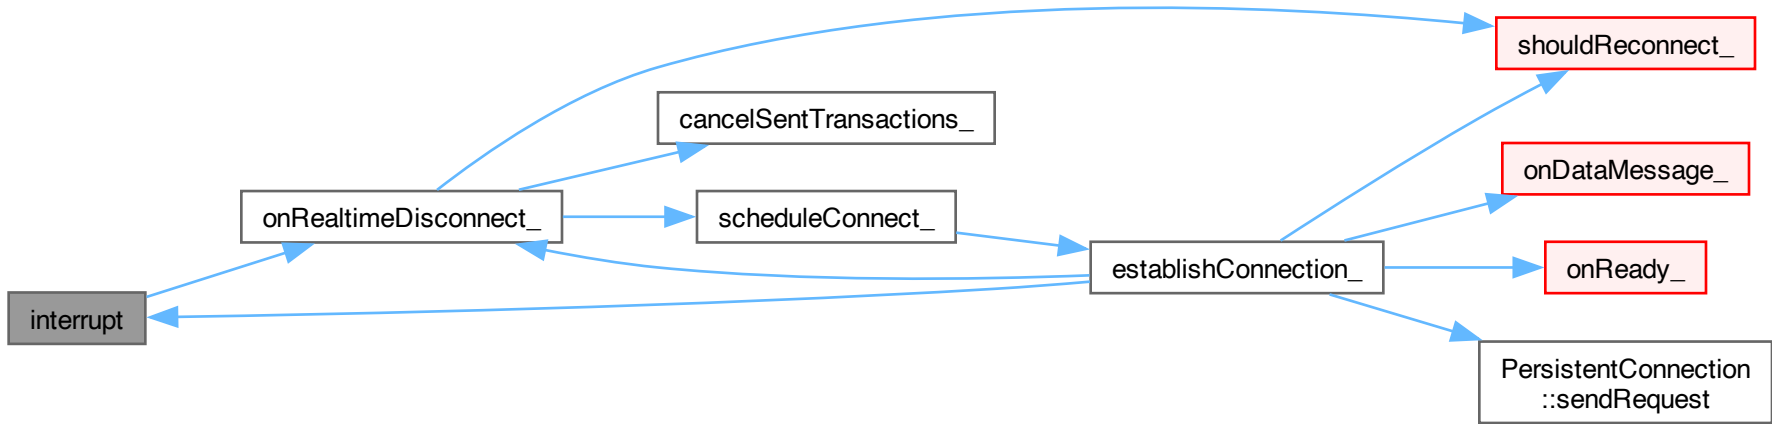 shouldReconnect_
cancelSentTransactions_
onDataMessage_
onRealtimeDisconnect_
scheduleConnect_
establishConnection_
onReady_
interrupt
PersistentConnection
::sendRequest